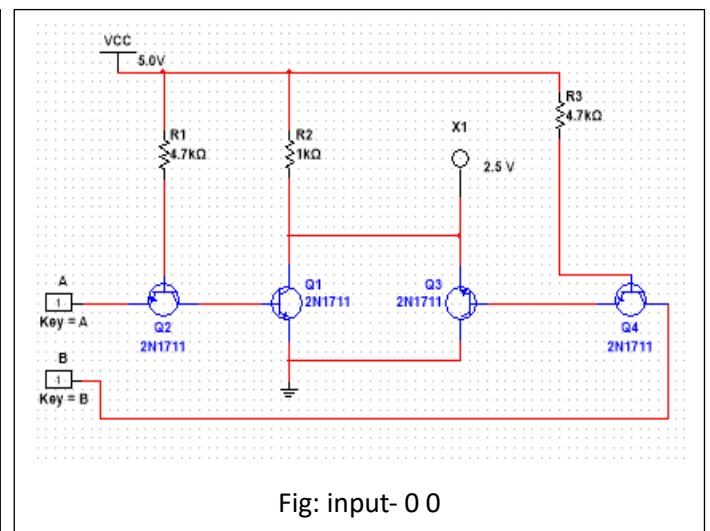 VCC
5.0V
R1
4.7kΩ
R2
1kΩ
X1
2.5 V
R3
4.7kΩ
A
1
Key = A
Q2
2N1711
Q1
2N1711
Q3
2N1711
Q4
2N1711
B
1
Key = B
Fig: input- 0 0